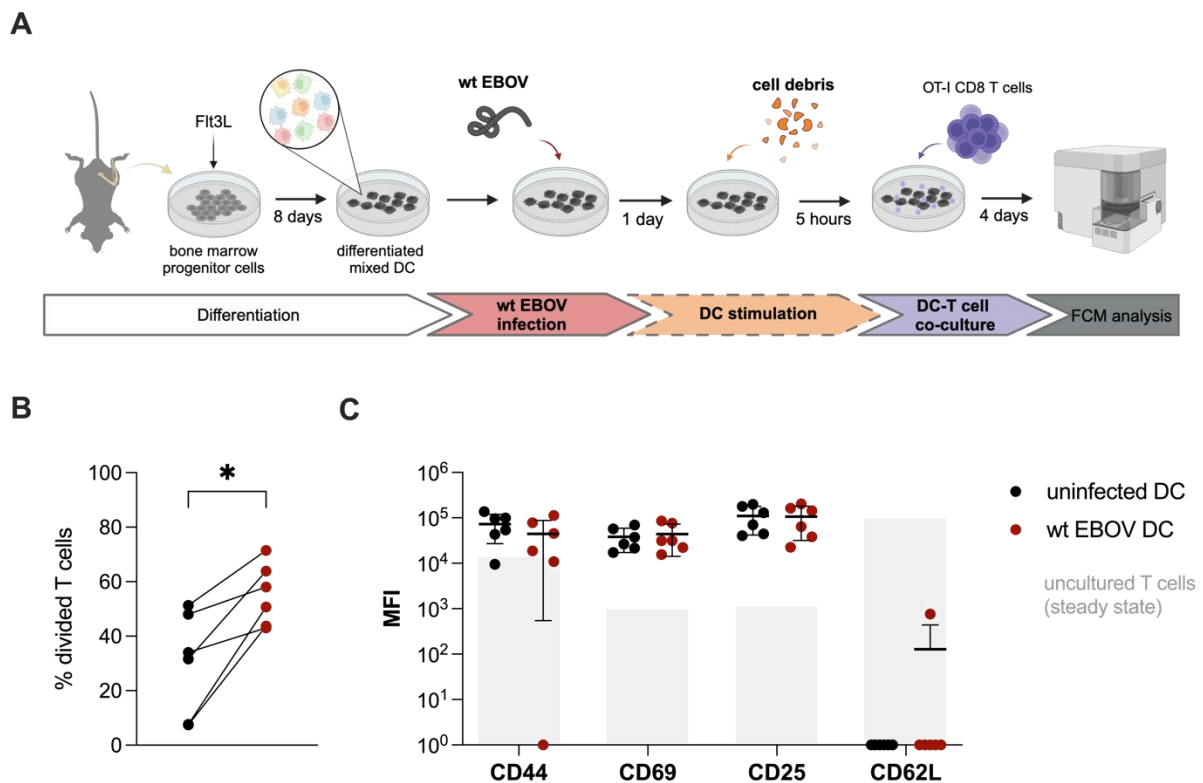 A
wt EBOV
cell debris
OT-I CD8 T cells
Flt3L
8 days
1 day
5 hours
4 days
bone marrow
progenitor cells
differentiated
mixed DC
Differentiation
wt EBOV
infection
DC stimulation
DC-T cell
co-culture
FCM analysis
B
% divided T cells
100
80
60
40
20
0
*
C
MFI
10⁶
10⁵
10⁴
10³
10²
10¹
10⁰
CD44
CD69
CD25
CD62L
uninfected DC
wt EBOV DC
uncultured T cells
(steady state)